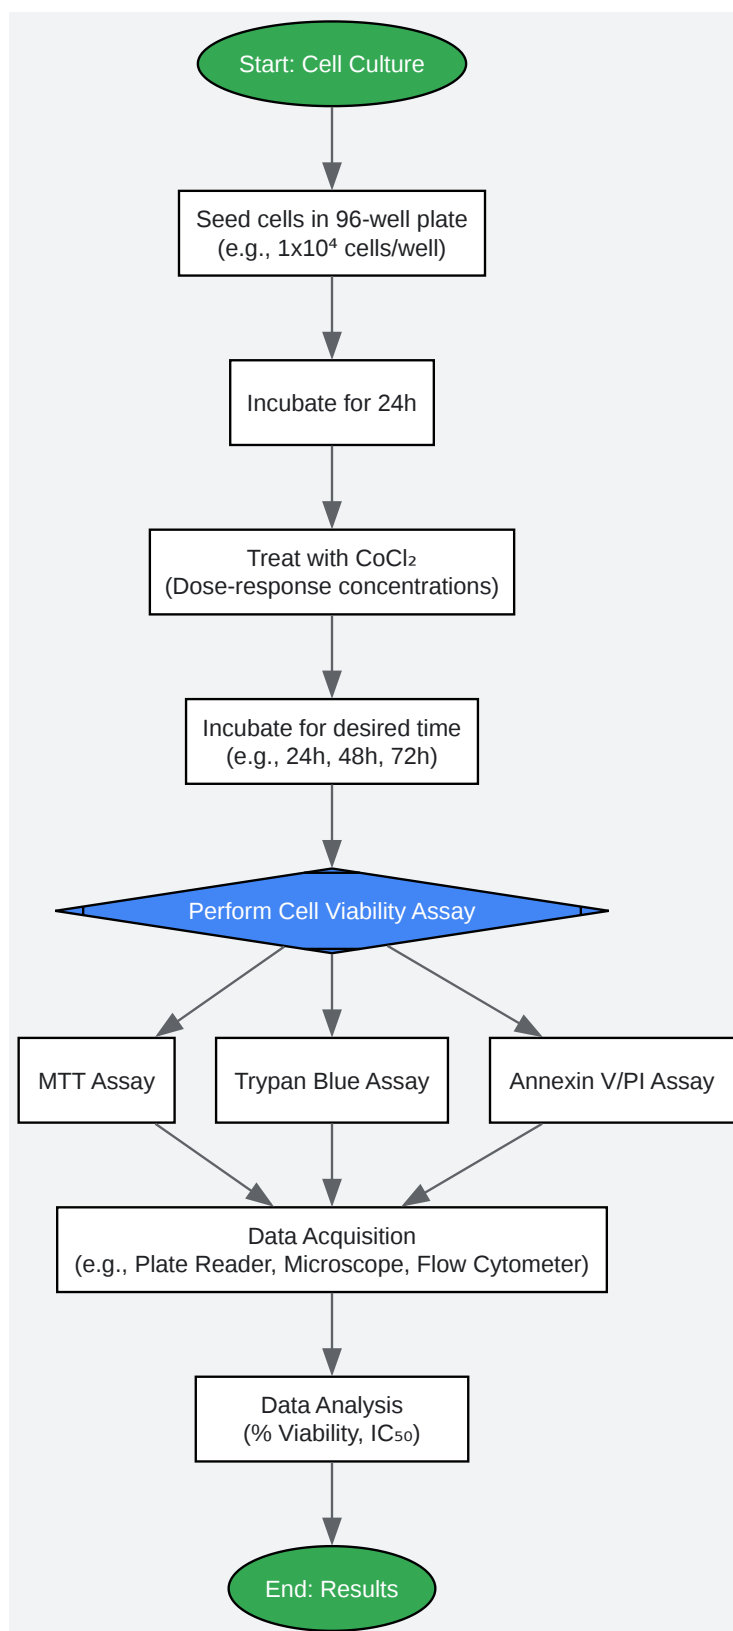 Start: Cell Culture
Seed cells in 96-well plate
(e.g., 1x10⁴ cells/well)
Incubate for 24h
Treat with CoCl₂
(Dose-response concentrations)
Incubate for desired time
(e.g., 24h, 48h, 72h)
Perform Cell Viability Assay
MTT Assay
Trypan Blue Assay
Annexin V/PI Assay
Data Acquisition
(e.g., Plate Reader, Microscope, Flow Cytometer)
Data Analysis
(% Viability, IC₅₀)
End: Results